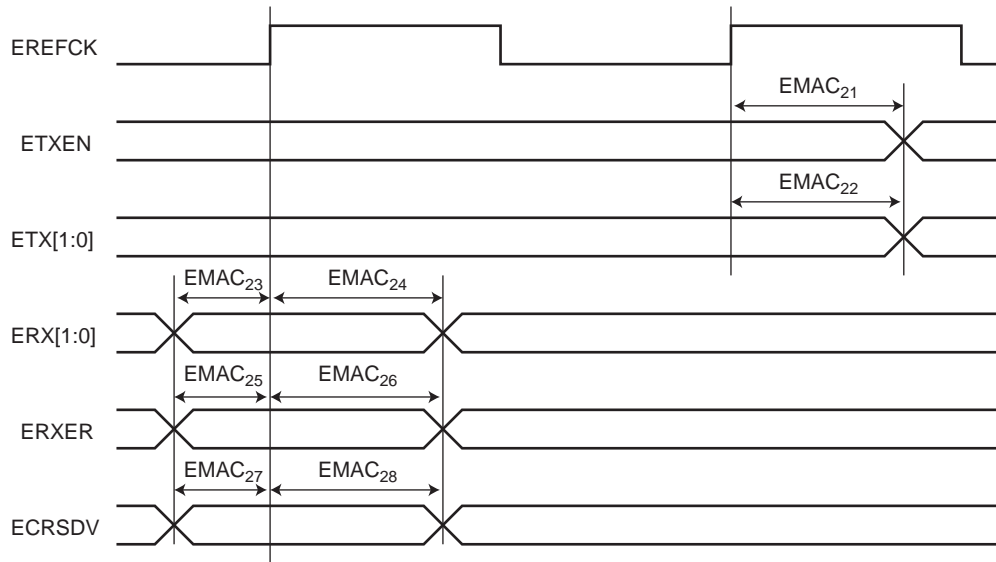 EREFCK
EMAC21
ETXEN
EMAC22
ETX[1:0]
EMAC23 EMAC24
ERX[1:0]
EMAC25 EMAC26
ERXER
EMAC27 EMAC28
ECRSDV